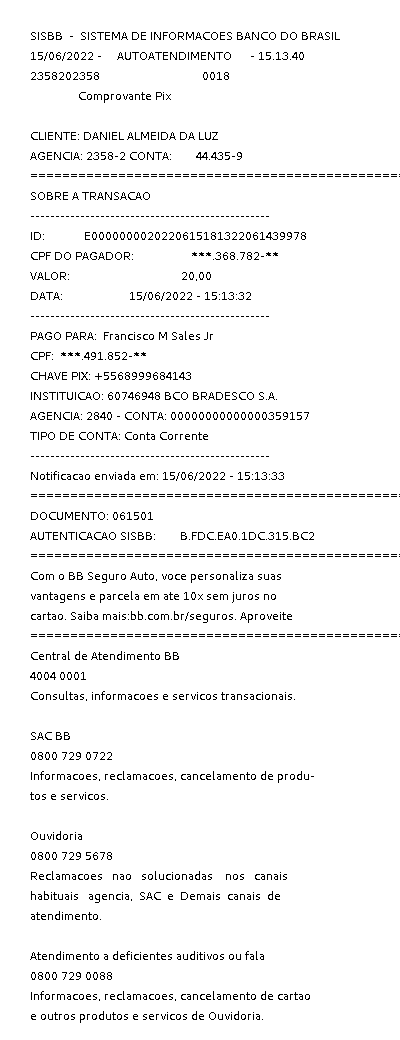 SISBB - SISTEMA DE INFORMACOES BANCO DO BRASIL
15/06/2022 - AUTOATENDIMENTO - 15.13.40
2358202358 0018
Comprovante Pix
CLIENTE: DANIEL ALMEIDA DA LUZ
AGENCIA: 2358-2 CONTA: 44.435-9
================================================
SOBRE A TRANSACAO
------------------------------------------------
ID: E0000000020220615181322061439978
CPF DO PAGADOR: ***.368.782-**
VALOR: 20,00
DATA: 15/06/2022 - 15:13:32
------------------------------------------------
PAGO PARA: Francisco M Sales Jr
CPF: ***.491.852-**
CHAVE PIX: +5568999684143
INSTITUICAO: 60746948 BCO BRADESCO S.A.
AGENCIA: 2840 - CONTA: 00000000000000359157
TIPO DE CONTA: Conta Corrente
------------------------------------------------
Notificacao enviada em: 15/06/2022 - 15:13:33
================================================
DOCUMENTO: 061501
AUTENTICACAO SISBB: B.FDC.EA0.1DC.315.BC2
================================================
Com o BB Seguro Auto, voce personaliza suas
vantagens e parcela em ate 10x sem juros no
cartao. Saiba mais:bb.com.br/seguros. Aproveite
================================================
Central de Atendimento BB
4004 0001
Consultas, informacoes e servicos transacionais.
SAC BB
0800 729 0722
Informacoes, reclamacoes, cancelamento de produ-
tos e servicos.
Ouvidoria
0800 729 5678
Reclamacoes nao solucionadas nos canais
habituais agencia, SAC e Demais canais de
atendimento.
Atendimento a deficientes auditivos ou fala
0800 729 0088
Informacoes, reclamacoes, cancelamento de cartao
e outros produtos e servicos de Ouvidoria.